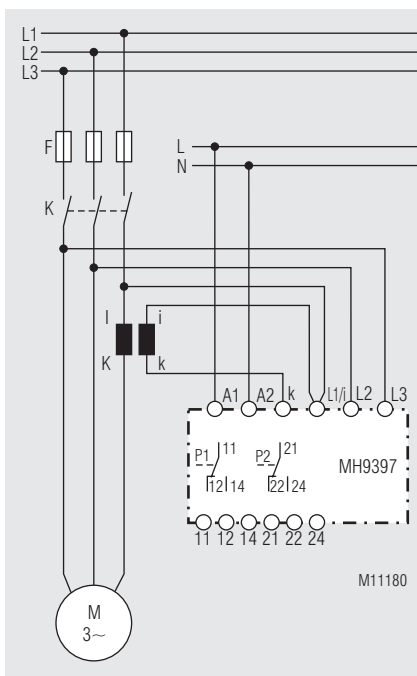 L1
L2
L3
F
L
N
K
l i
K k
A1 A2 k L1/i L2 L3
P1 11 P2 21
12 14 22 24
MH9397
11 12 14 21 22 24
M11180
M
3~